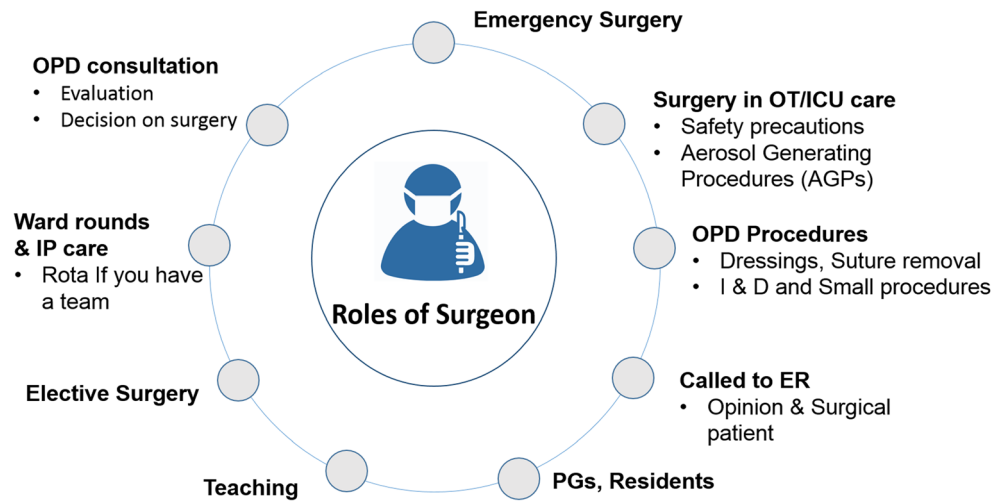 Emergency Surgery
OPD consultation
• Evaluation
• Decision on surgery
Surgery in OT/ICU care
• Safety precautions
• Aerosol Generating
Procedures (AGPs)
Ward rounds
& IP care
• Rota If you have
a team
OPD Procedures
• Dressings, Suture removal
• I & D and Small procedures
Roles of Surgeon
Elective Surgery
Called to ER
• Opinion & Surgical
patient
Teaching
PGs, Residents